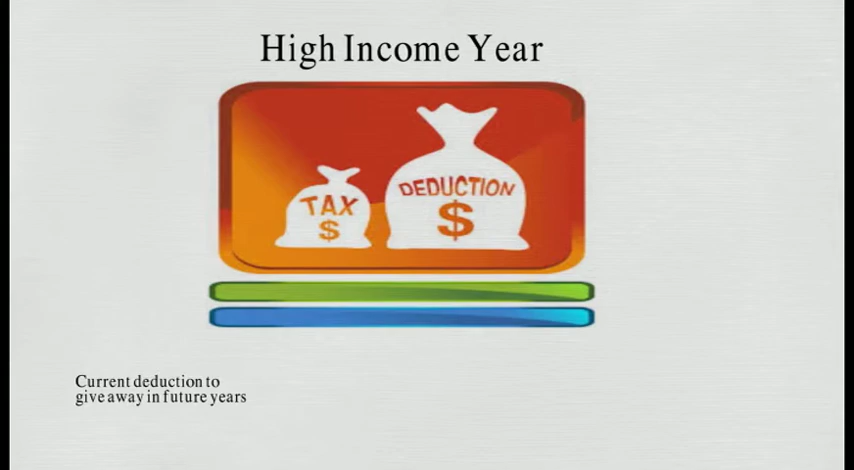 High Income Year
TAX
$
DEDUCTION
$
Current deduction to
give away in future years